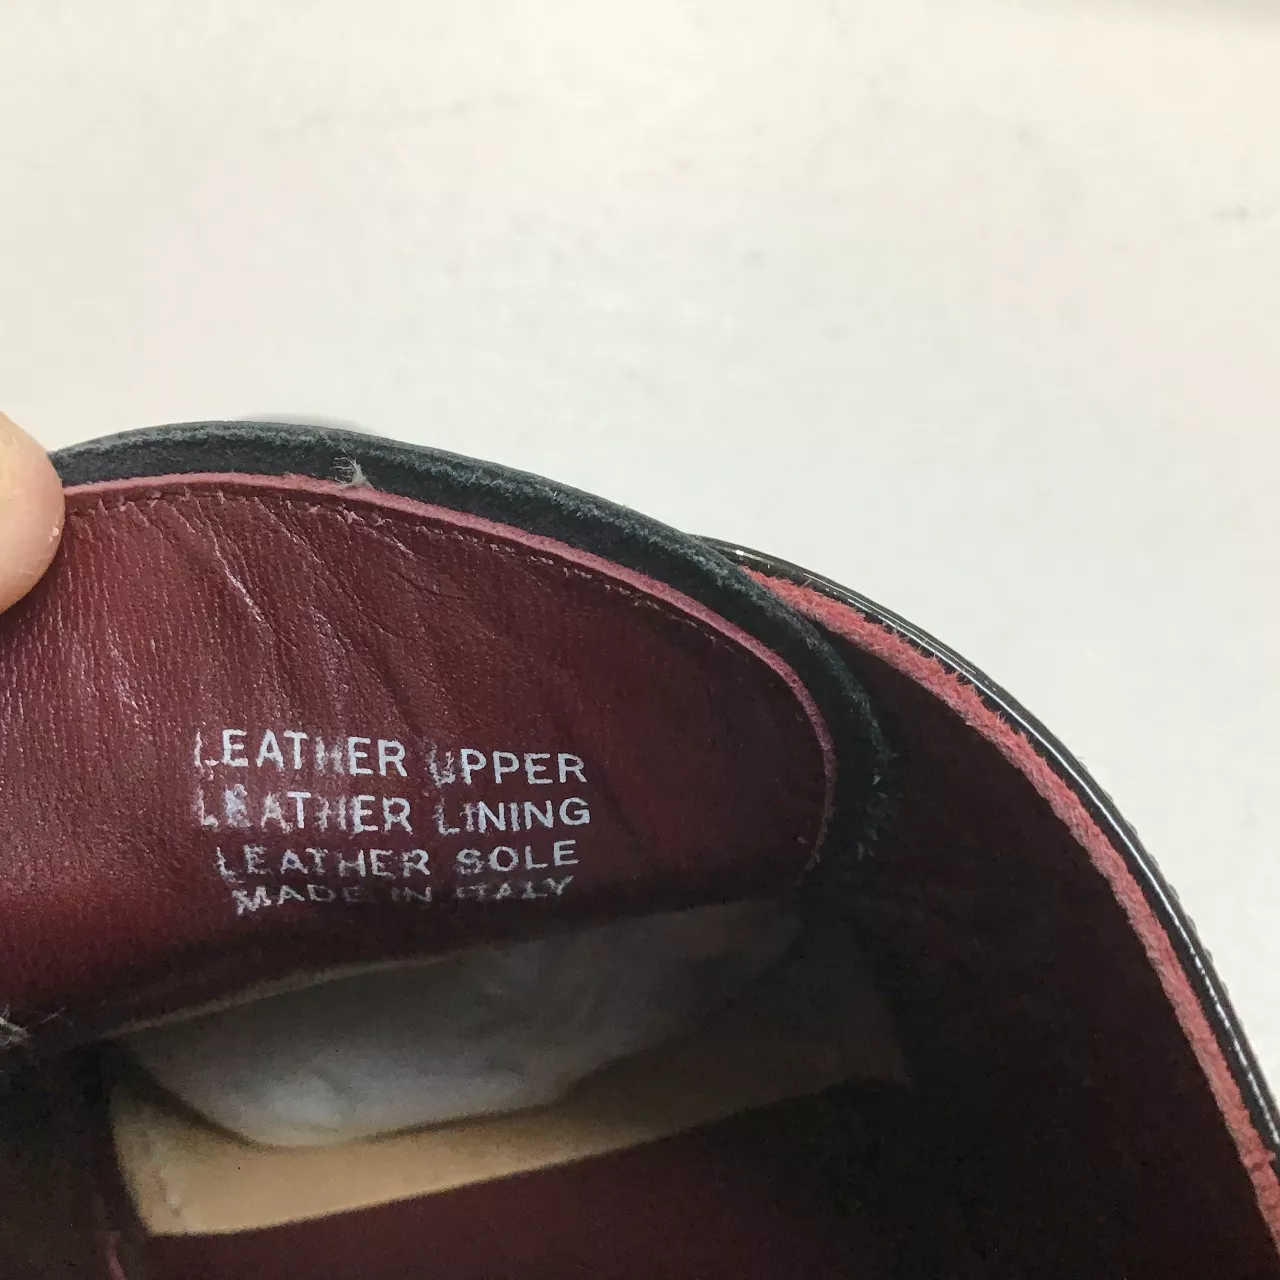 LEATHER UPPER
LEATHER LINING
LEATHER SOLE
MADE IN ITALY